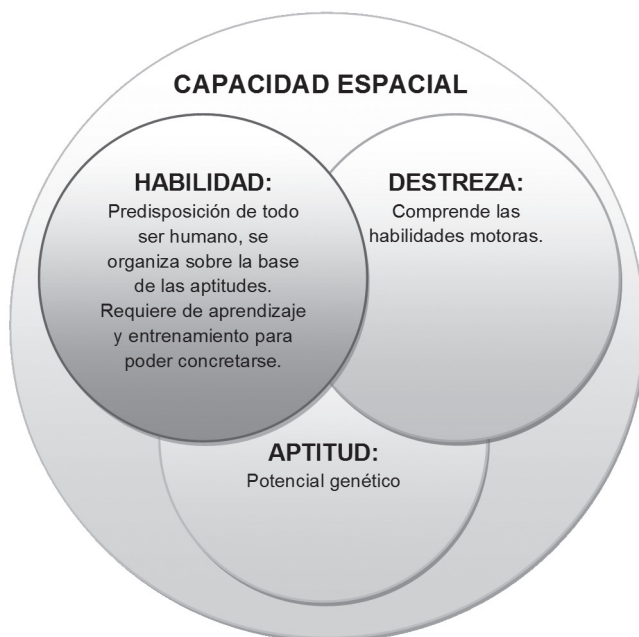 CAPACIDAD ESPACIAL
HABILIDAD:
Predisposición de todo
ser humano, se
organiza sobre la base
de las aptitudes.
Requiere de aprendizaje
y entrenamiento para
poder concretarse.
DESTREZA:
Comprende las
habilidades motoras.
APTITUD:
Potencial genético